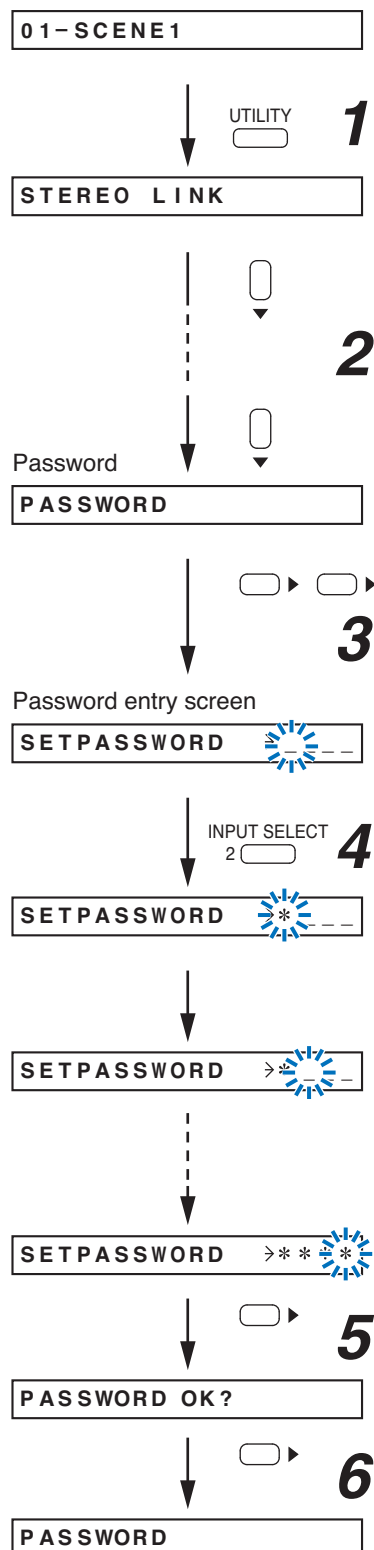 01-SCENE1
UTILITY
1
STEREO LINK
2
Password
PASSWORD
3
Password entry screen
SETPASSWORD >_ _ _ _
INPUT SELECT
2
4
SETPASSWORD >* _ _ _
SETPASSWORD >* _ _ _
SETPASSWORD >* * * *
5
PASSWORD OK?
6
PASSWORD